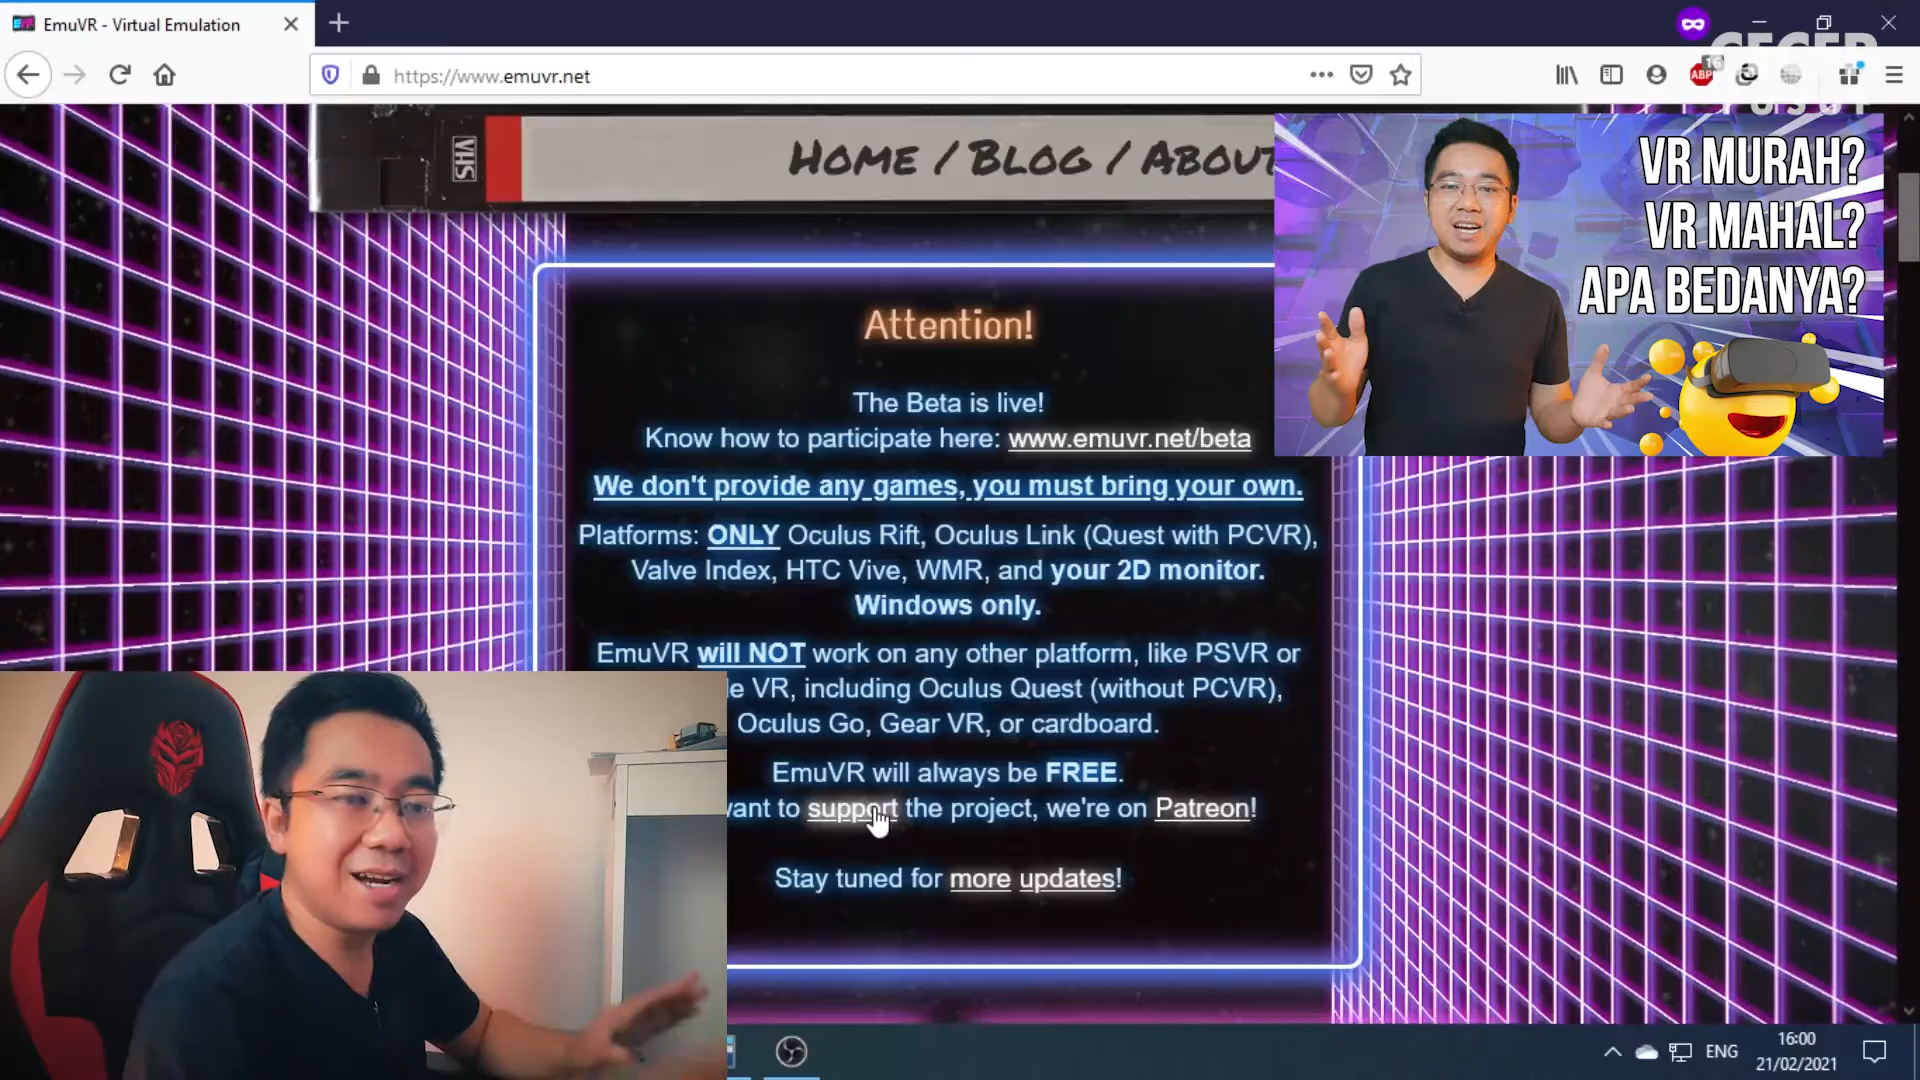 EmuVR - Virtual Emulation
https://www.emuvr.net
16
ABP
CECEP
VHS
HOME / BLOG / ABOUT
VR MURAH?
VR MAHAL?
APA BEDANYA?
Attention!
The Beta is live!
Know how to participate here: www.emuvr.net/beta
We don't provide any games, you must bring your own.
Platforms: ONLY Oculus Rift, Oculus Link (Quest with PCVR),
Valve Index, HTC Vive, WMR, and your 2D monitor.
Windows only.
EmuVR will NOT work on any other platform, like PSVR or
VR, including Oculus Quest (without PCVR),
Oculus Go, Gear VR, or cardboard.
EmuVR will always be FREE.
want to support the project, we're on Patreon!
Stay tuned for more updates!
ENG
16:00
21/02/2021